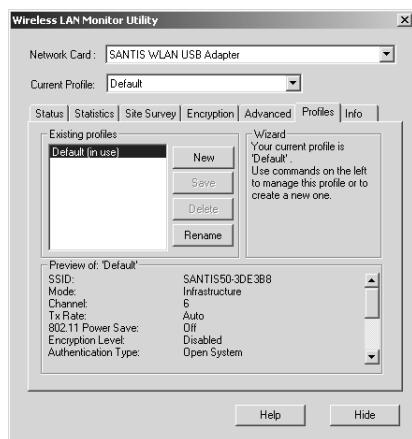 Wireless LAN Monitor Utility
Network Card : SANTIS WLAN USB Adapter
Current Profile: Default
Status Statistics Site Survey Encryption Advanced Profiles Info
Existing profiles
Default (in use)
New
Save
Delete
Rename
Wizard
Your current profile is
'Default' .
Use commands on the left
to manage this profile or to
create a new one.
Preview of: 'Default'
SSID: SANTIS50-3DE3B8
Mode: Infrastructure
Channel: 6
Tx Rate: Auto
802.11 Power Save: Off
Encryption Level: Disabled
Authentication Type: Open System
Help Hide